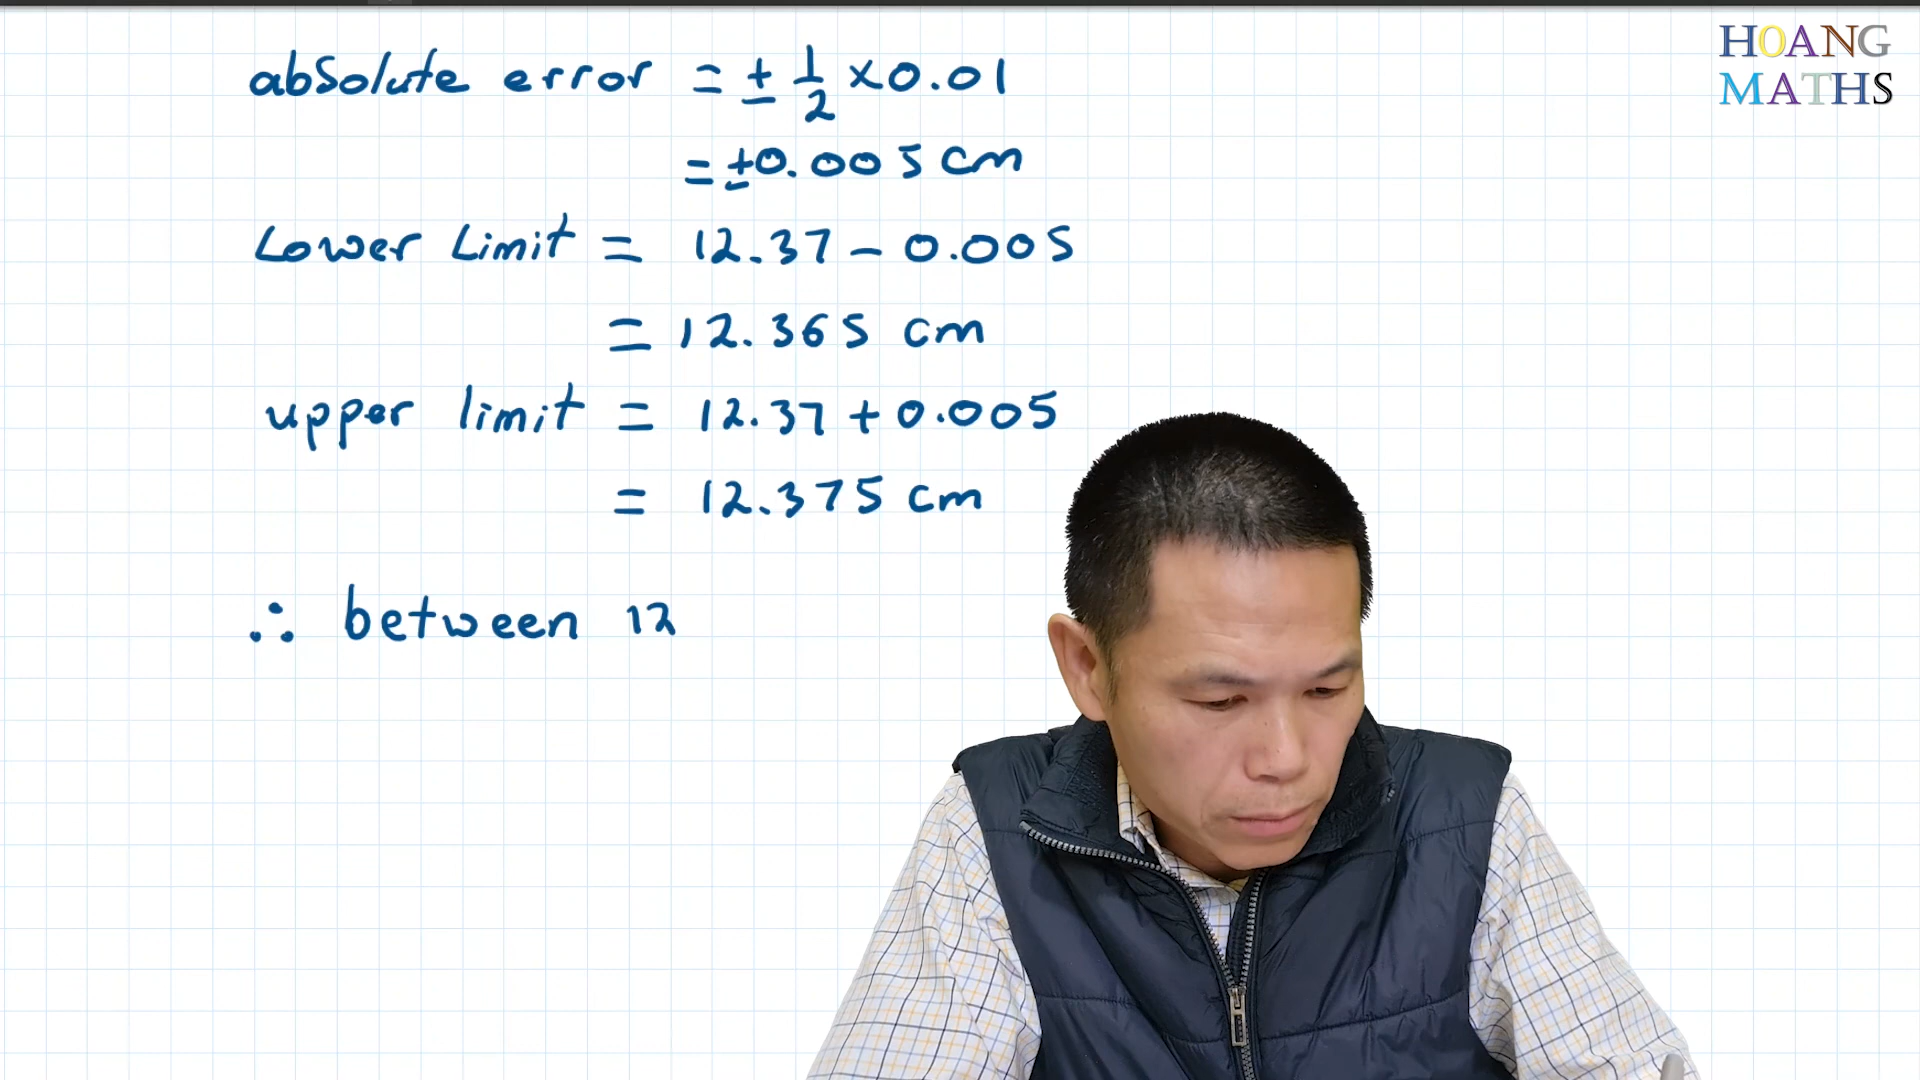 HOANG
MATHS
absolute error = ± 1/2 × 0.01
= ±0.005 cm
Lower Limit = 12.37 - 0.005
= 12.365 cm
upper limit = 12.37 + 0.005
= 12.375 cm
∴ between 12